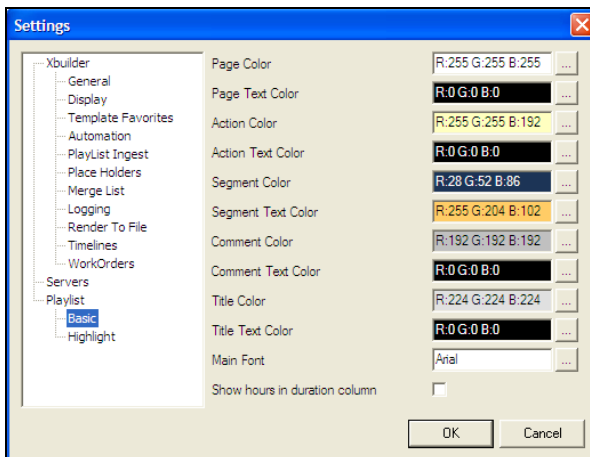 Settings
Xbuilder
General
Display
Template Favorites
Automation
PlayList Ingest
Place Holders
Merge List
Logging
Render To File
Timelines
WorkOrders
Servers
Playlist
Basic
Highlight
Page Color R:255 G:255 B:255 ...
Page Text Color R:0 G:0 B:0 ...
Action Color R:255 G:255 B:192 ...
Action Text Color R:0 G:0 B:0 ...
Segment Color R:28 G:52 B:86 ...
Segment Text Color R:255 G:204 B:102 ...
Comment Color R:192 G:192 B:192 ...
Comment Text Color R:0 G:0 B:0 ...
Title Color R:224 G:224 B:224 ...
Title Text Color R:0 G:0 B:0 ...
Main Font Arial ...
Show hours in duration column
OK Cancel